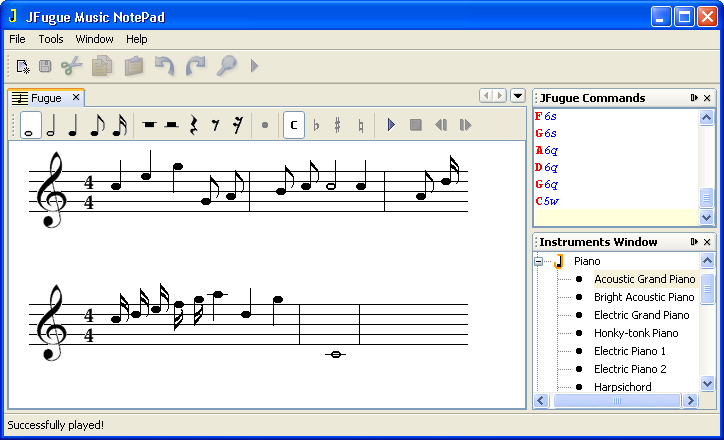 J JFugue Music NotePad
File Tools Window Help
Fugue
C
4
4
4
4
JFugue Commands
F6s
G6s
A6q
D6q
G6q
C5w
Instruments Window
Piano
Acoustic Grand Piano
Bright Acoustic Piano
Electric Grand Piano
Honky-tonk Piano
Electric Piano 1
Electric Piano 2
Harpsichord
Successfully played!